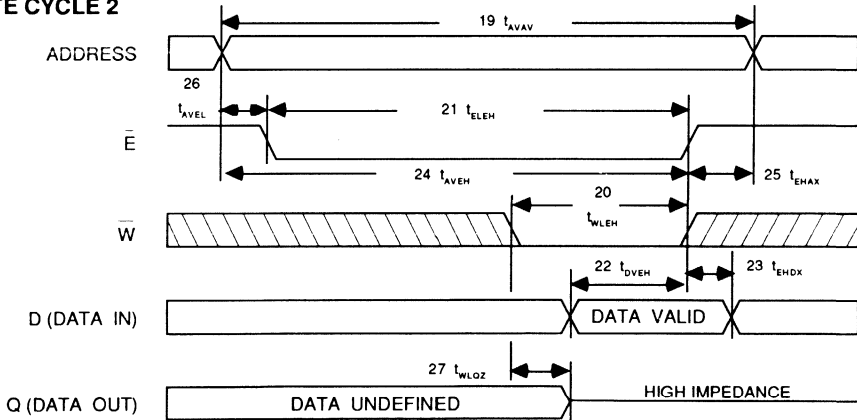 TE CYCLE 2
19 tAVAV
ADDRESS
26
tAVEL
21 tELEH
E
24 tAVEH
25 tEHAX
20
tWLEH
W
22 tDVEH
23 tEHDX
D (DATA IN)
DATA VALID
27 tWLQZ
Q (DATA OUT)
DATA UNDEFINED
HIGH IMPEDANCE